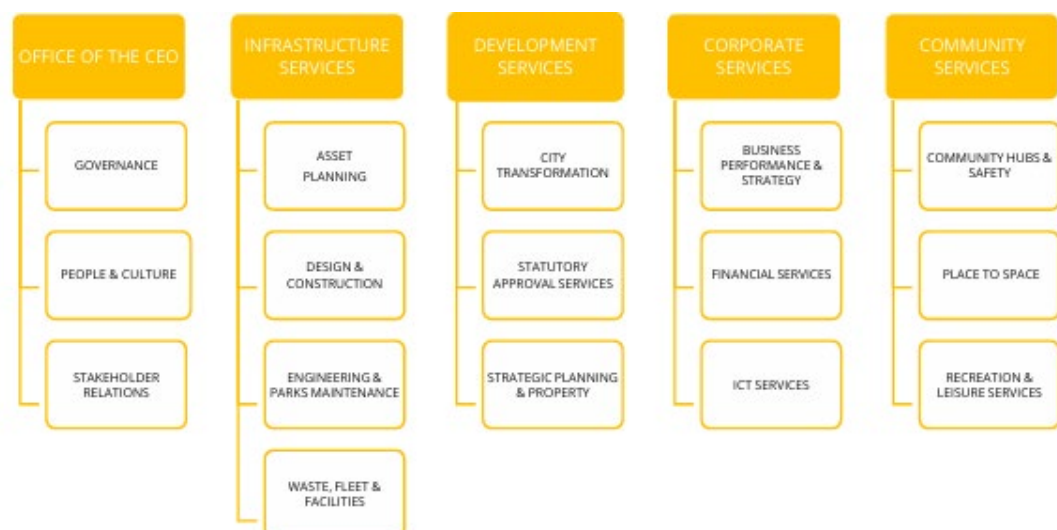 OFFICE OF THE CEO
GOVERNANCE
PEOPLE & CULTURE
STAKEHOLDER
RELATIONS
INFRASTRUCTURE
SERVICES
ASSET
PLANNING
DESIGN &
CONSTRUCTION
ENGINEERING &
PARKS MAINTENANCE
WASTE, FLEET &
FACILITIES
DEVELOPMENT
SERVICES
CITY
TRANSFORMATION
STATUTORY
APPROVAL SERVICES
STRATEGIC PLANNING
& PROPERTY
CORPORATE
SERVICES
BUSINESS
PERFORMANCE &
STRATEGY
FINANCIAL SERVICES
ICT SERVICES
COMMUNITY
SERVICES
COMMUNITY HUBS &
SAFETY
PLACE TO SPACE
RECREATION &
LEISURE SERVICES